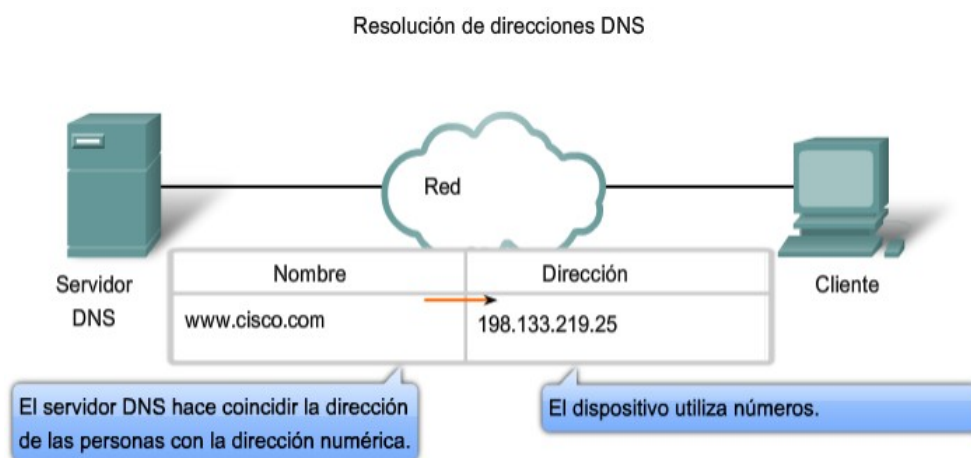 Resolución de direcciones DNS
Red
Servidor
DNS
Cliente
Nombre
Dirección
www.cisco.com
198.133.219.25
El servidor DNS hace coincidir la dirección
de las personas con la dirección numérica.
El dispositivo utiliza números.